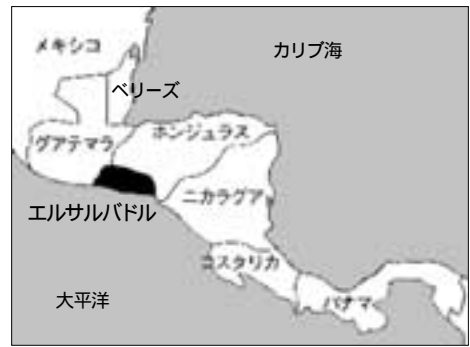 メキシコ
カリブ海
ベリーズ
グアテマラ
ホンジュラス
エルサルバドル
ニカラグア
コスタリカ
大平洋
パナマ